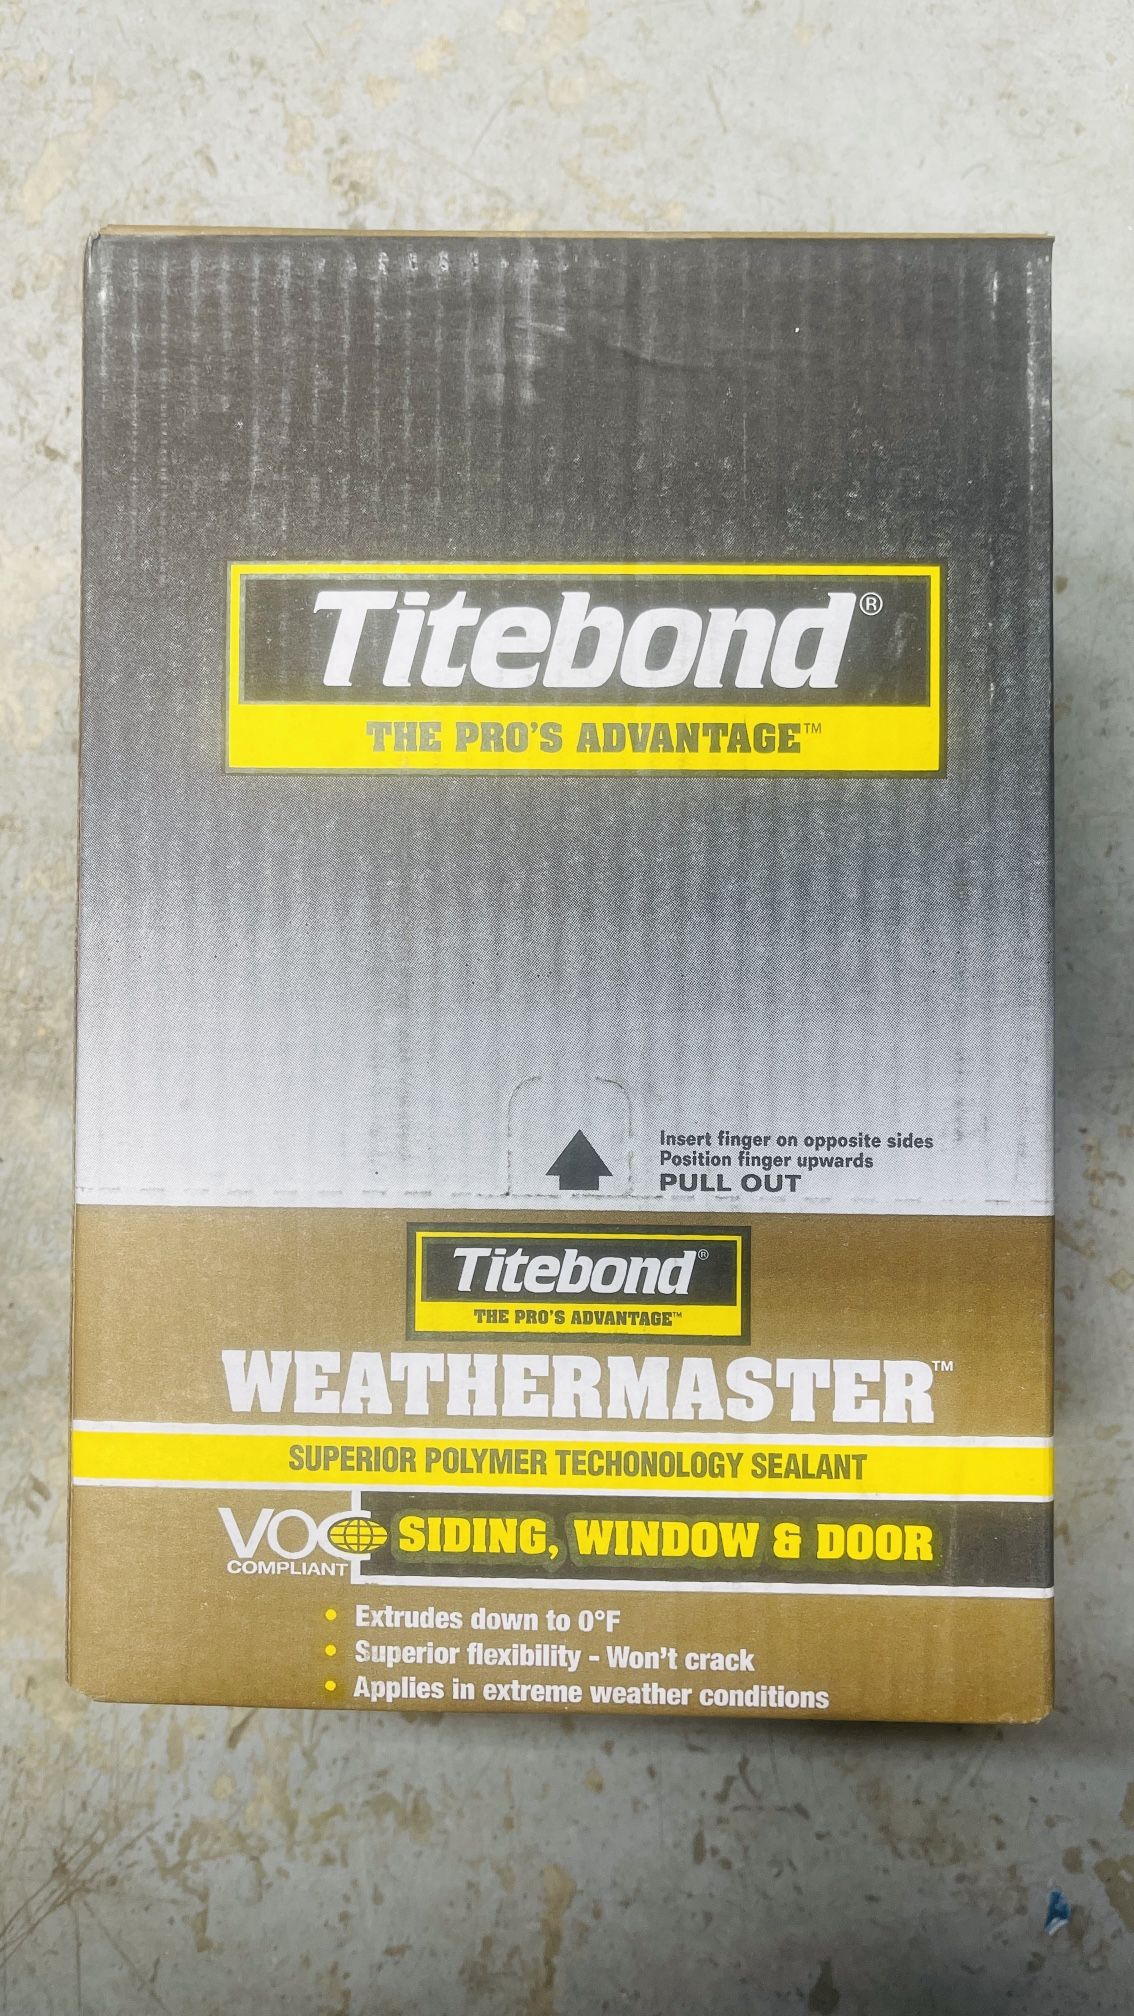 Titebond®
THE PRO'S ADVANTAGE™
Insert finger on opposite sides
Position finger upwards
PULL OUT
Titebond®
THE PRO'S ADVANTAGE™
WEATHERMASTER™
SUPERIOR POLYMER TECHONOLOGY SEALANT
VOC
COMPLIANT
SIDING, WINDOW & DOOR
• Extrudes down to 0°F
• Superior flexibility - Won't crack
• Applies in extreme weather conditions